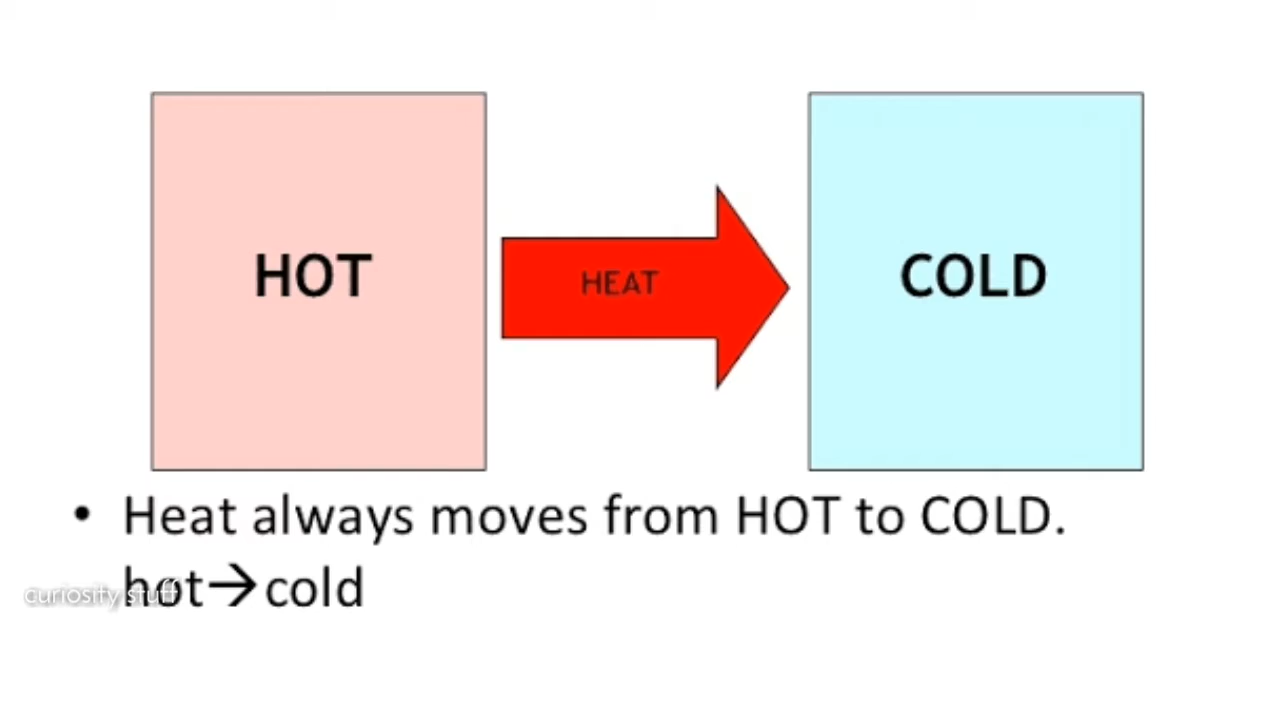 HOT
HEAT
COLD
• Heat always moves from HOT to COLD.
hot→cold
curiosity stuff